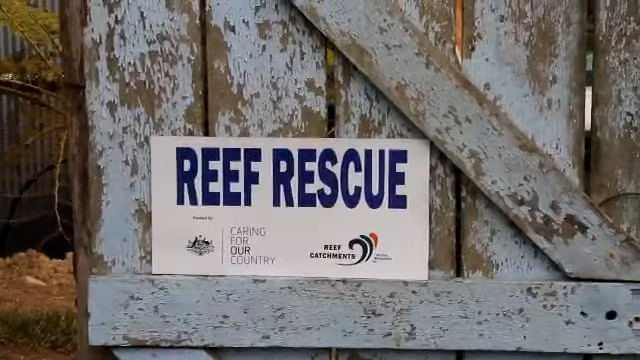 REEF RESCUE
Funded by
CARING
FOR
OUR
COUNTRY
REEF
CATCHMENTS